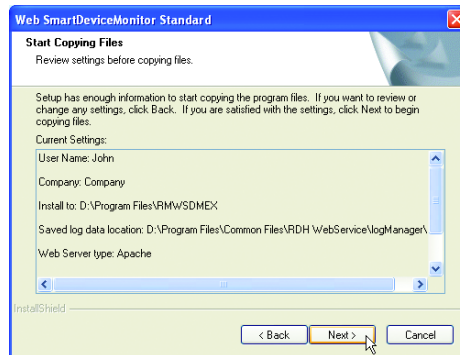 Web SmartDeviceMonitor Standard
Start Copying Files
Review settings before copying files.
Setup has enough information to start copying the program files. If you want to review or
change any settings, click Back. If you are satisfied with the settings, click Next to begin
copying files.
Current Settings:
User Name: John
Company: Company
Install to: D:\Program Files\RMWSDMEX
Saved log data location: D:\Program Files\Common Files\RDH WebService\logManager\
Web Server type: Apache
InstallShield
< Back
Next >
Cancel